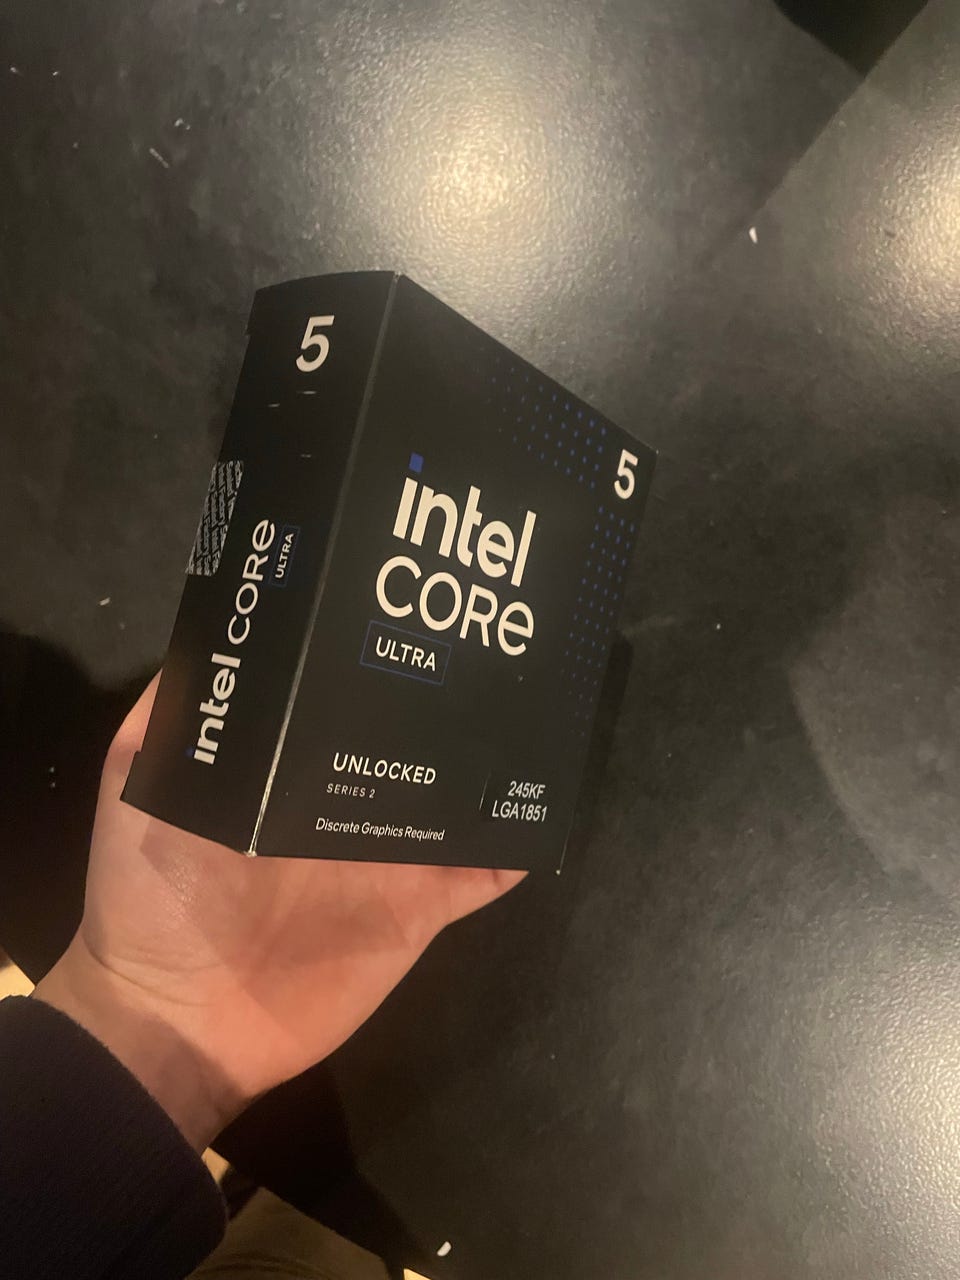 5
intel CORE
ULTRA
5
intel
CORE
ULTRA
UNLOCKED
SERIES 2
Discrete Graphics Required
245KF
LGA1851